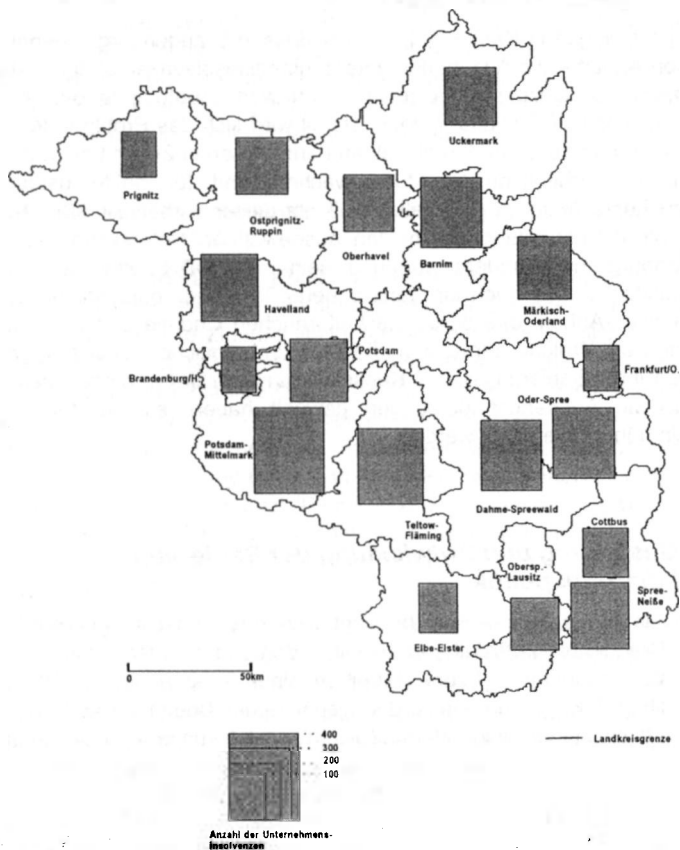 Uckermark
Prignitz
Ostprignitz-
Ruppin
Oberhavel
Barnim
Havelland
Märkisch-
Oderland
Potsdam
Brandenburg/H.
Frankfurt/O.
Oder-Spree
Potsdam-
Mittelmark
Dahme-Spreewald
Teltow-
Fläming
Cottbus
Obersp.-
Lausitz
Spree-
Neiße
Elbe-Elster
0 50km
Landkreisgrenze
400
300
200
100
Anzahl der Unternehmens-
insolvenzen